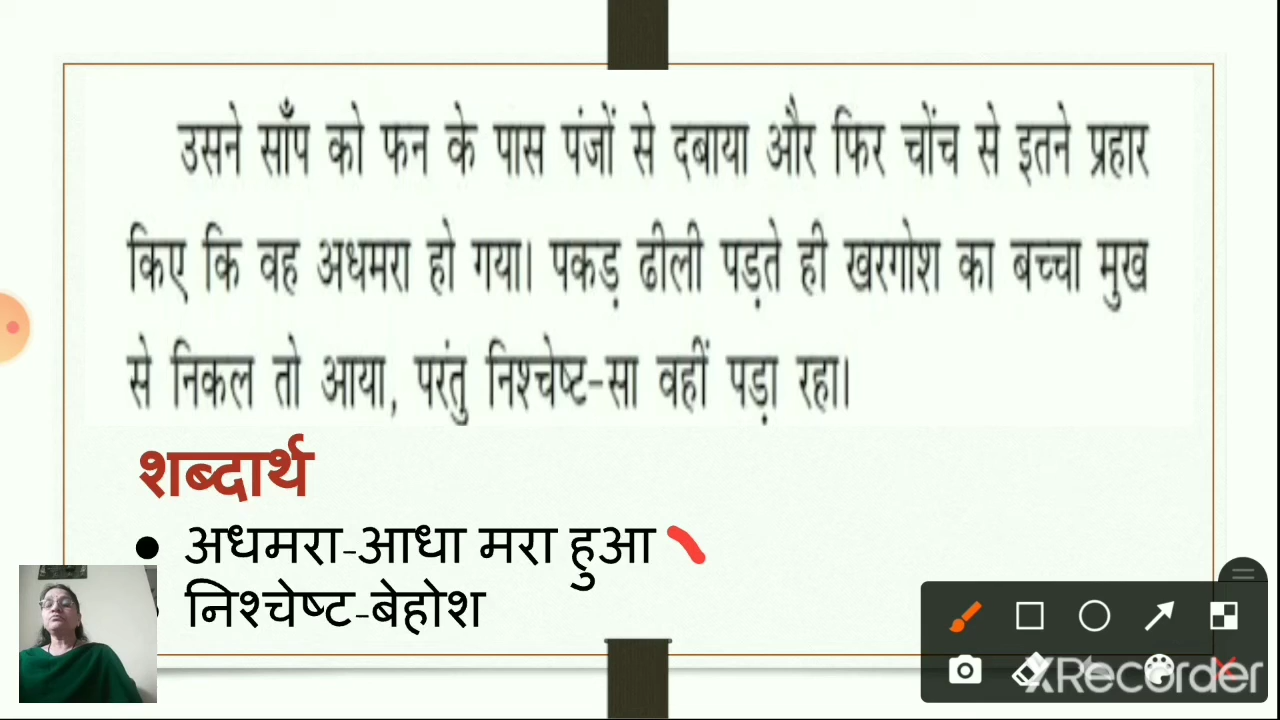 उसने साँप को फन के पास पंजों से दबाया और फिर चोंच से इतने प्रहार
किए कि वह अधमरा हो गया। पकड़ ढीली पड़ते ही खरगोश का बच्चा मुख
से निकल तो आया, परंतु निश्चेष्ट-सा वहीं पड़ा रहा।
शब्दार्थ
● अधमरा-आधा मरा हुआ
निश्चेष्ट-बेहोश
XRecorder